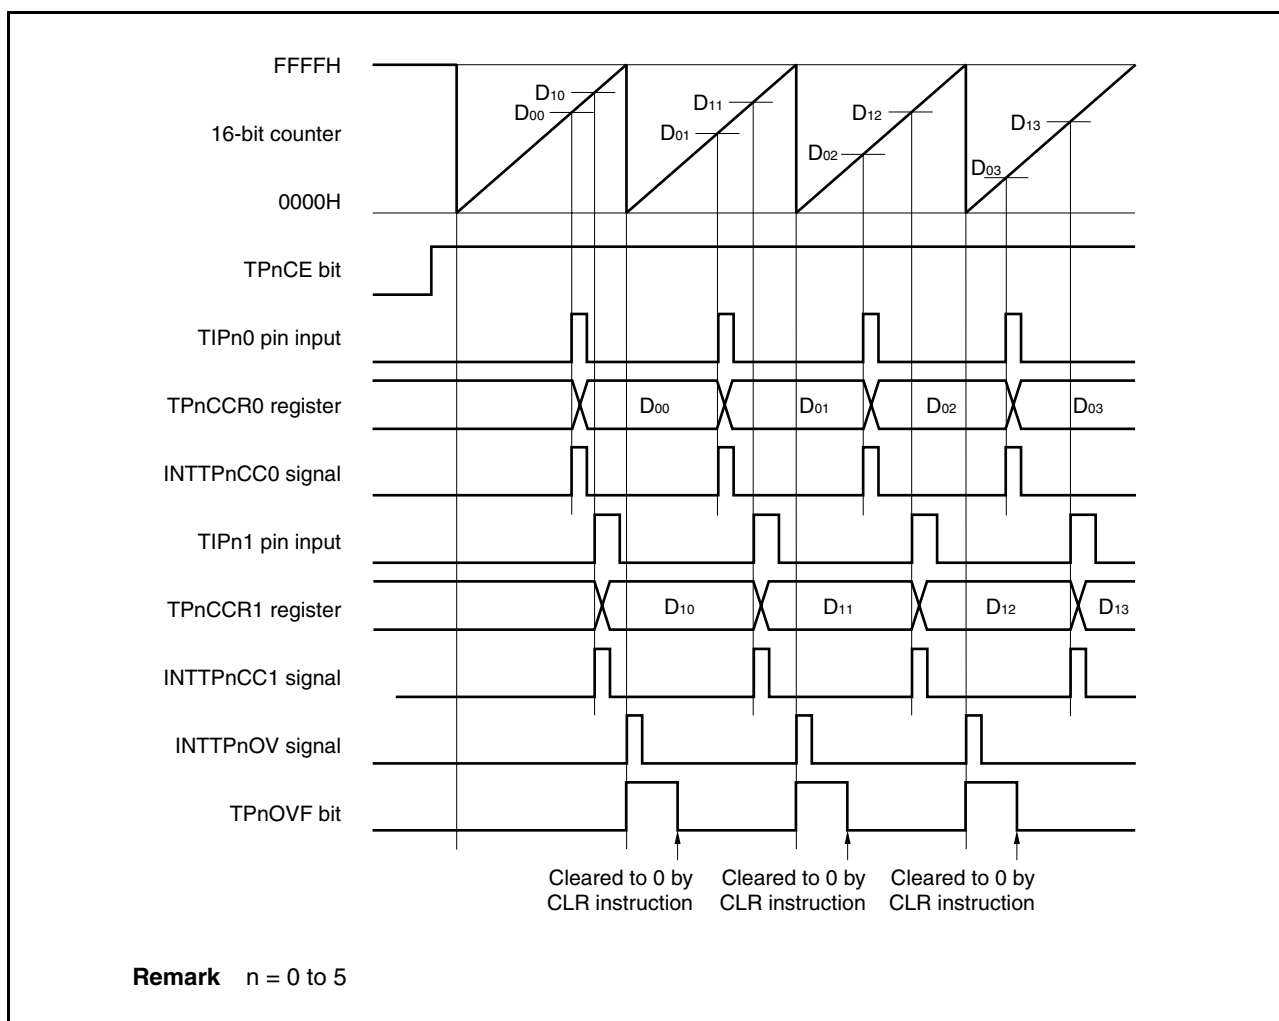 FFFFH
D10
D00
D11
D01
D12
D02
D13
D03
16-bit counter
0000H
TPnCE bit
TIPn0 pin input
TPnCCR0 register
D00
D01
D02
D03
INTTPnCC0 signal
TIPn1 pin input
TPnCCR1 register
D10
D11
D12
D13
INTTPnCC1 signal
INTTPnOV signal
TPnOVF bit
Cleared to 0 by
CLR instruction
Cleared to 0 by
CLR instruction
Cleared to 0 by
CLR instruction
Remark n = 0 to 5